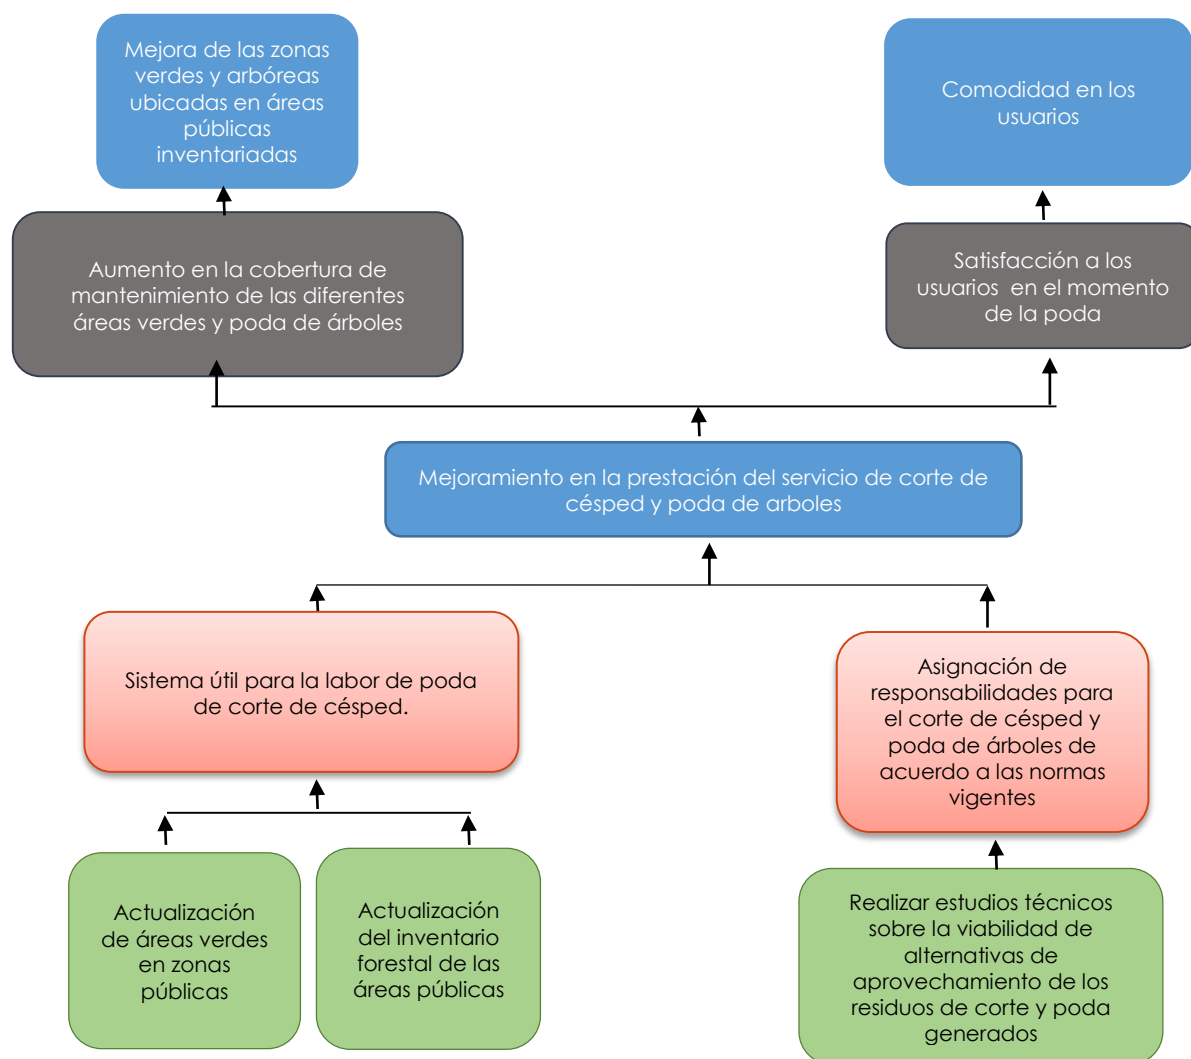 Mejora de las zonas
verdes y arbóreas
ubicadas en áreas
públicas
inventariadas
Comodidad en los
usuarios
Aumento en la cobertura de
mantenimiento de las diferentes
áreas verdes y poda de árboles
Satisfacción a los
usuarios  en el momento
de la poda
Mejoramiento en la prestación del servicio de corte de
césped y poda de arboles
Sistema útil para la labor de poda
de corte de césped.
Asignación de
responsabilidades para
el corte de césped y
poda de árboles de
acuerdo a las normas
vigentes
Actualización
de áreas verdes
en zonas
públicas
Actualización
del inventario
forestal de las
áreas públicas
Realizar estudios técnicos
sobre la viabilidad de
alternativas de
aprovechamiento de los
residuos de corte y poda
generados